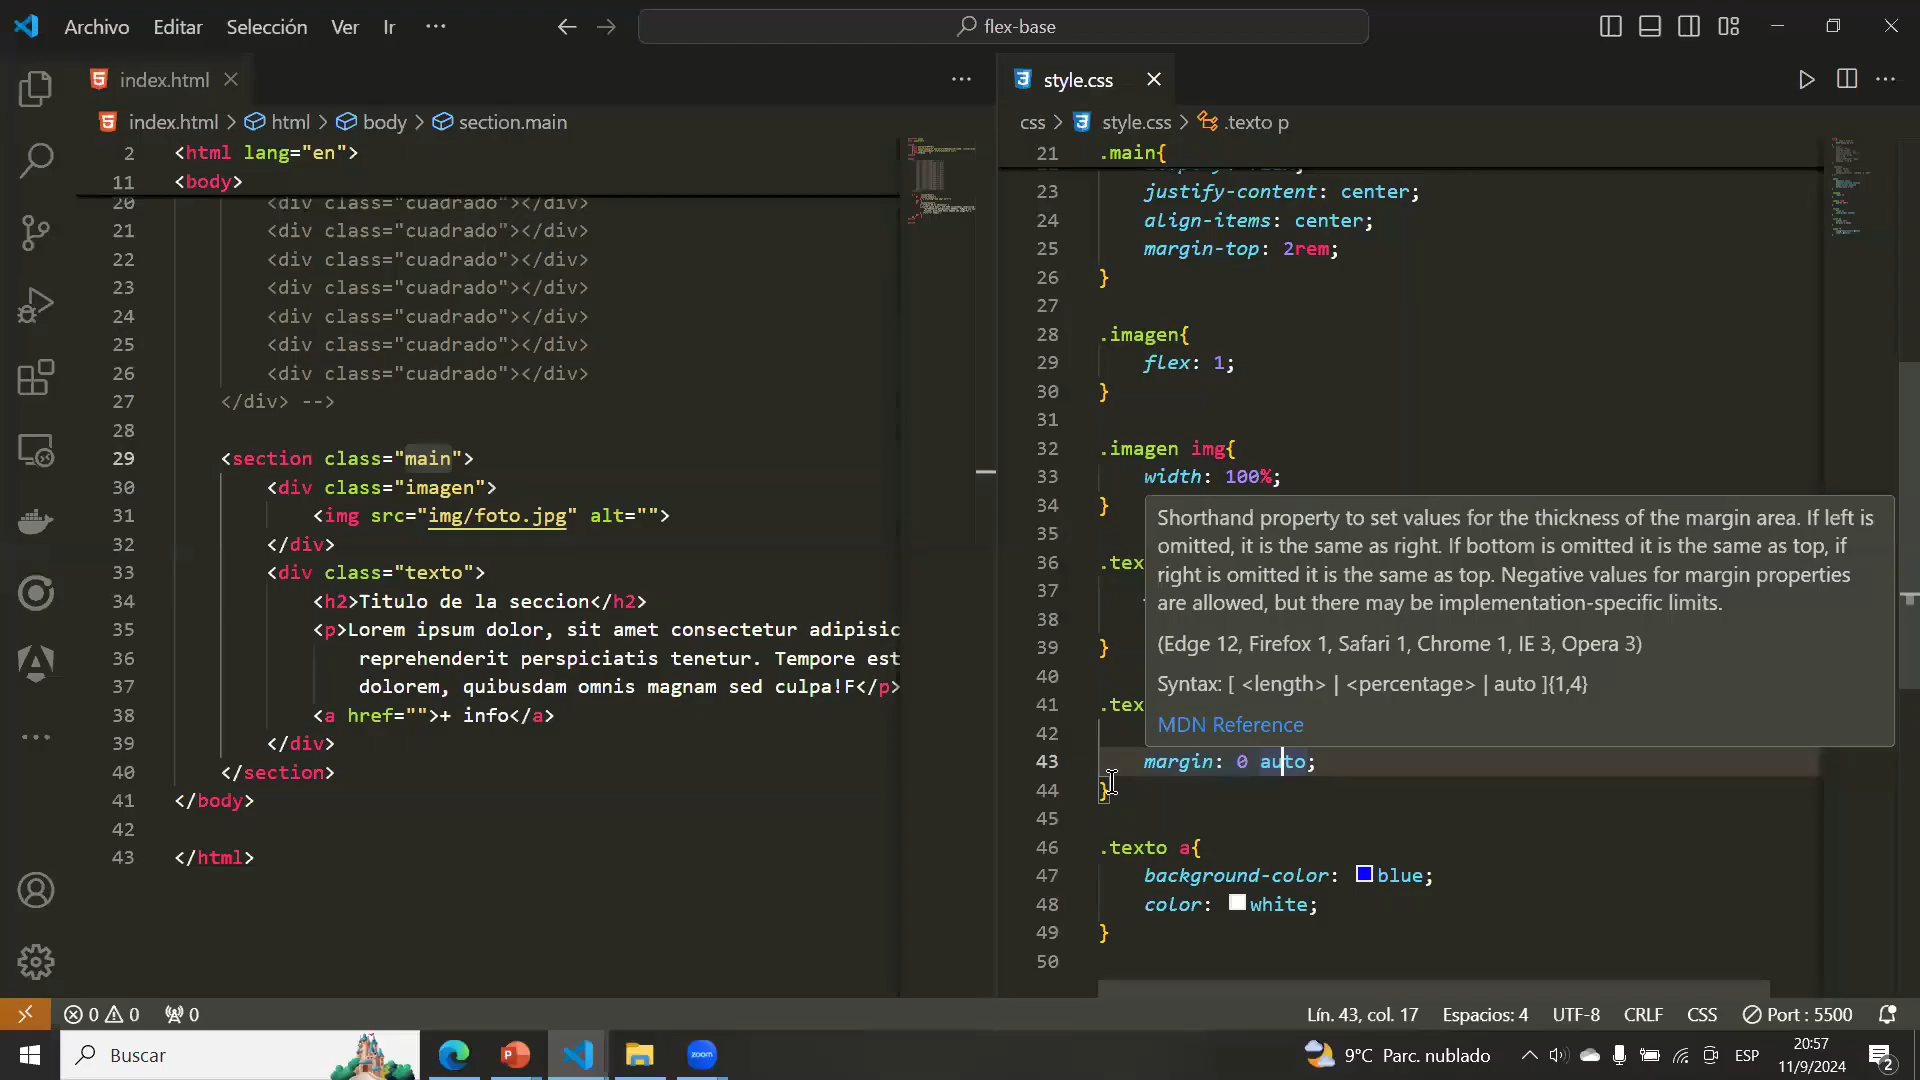 Archivo Editar Selección Ver Ir ··· flex-base
index.html
index.html > html > body > section.main
2 <html lang="en">
11 <body>
20 <div class="cuadrado"></div>
21 <div class="cuadrado"></div>
22 <div class="cuadrado"></div>
23 <div class="cuadrado"></div>
24 <div class="cuadrado"></div>
25 <div class="cuadrado"></div>
26 <div class="cuadrado"></div>
27 </div> -->
28
29 <section class="main">
30 <div class="imagen">
31 <img src="img/foto.jpg" alt="">
32 </div>
33 <div class="texto">
34 <h2>Titulo de la seccion</h2>
35 <p>Lorem ipsum dolor, sit amet consectetur adipisic
36 reprehenderit perspiciatis tenetur. Tempore est
37 dolorem, quibusdam omnis magnam sed culpa!F</p>
38 <a href="">+ info</a>
39 </div>
40 </section>
41 </body>
42
43 </html>
style.css
css > style.css > .texto p
21 .main{
23 justify-content: center;
24 align-items: center;
25 margin-top: 2rem;
26 }
27
28 .imagen{
29 flex: 1;
30 }
31
32 .imagen img{
33 width: 100%;
34 }
35
36 .tex
37
38
39 }
40
41 .tex
42
43 margin: 0 auto;
44 }
45
46 .texto a{
47 background-color: blue;
48 color: white;
49 }
50
Shorthand property to set values for the thickness of the margin area. If left is
omitted, it is the same as right. If bottom is omitted it is the same as top, if
right is omitted it is the same as top. Negative values for margin properties
are allowed, but there may be implementation-specific limits.
(Edge 12, Firefox 1, Safari 1, Chrome 1, IE 3, Opera 3)
Syntax: [ <length> | <percentage> | auto ]{1,4}
MDN Reference
0 0 0 Lín. 43, col. 17 Espacios: 4 UTF-8 CRLF CSS Port : 5500
Buscar zoom 9°C Parc. nublado ESP 20:57
11/9/2024 2